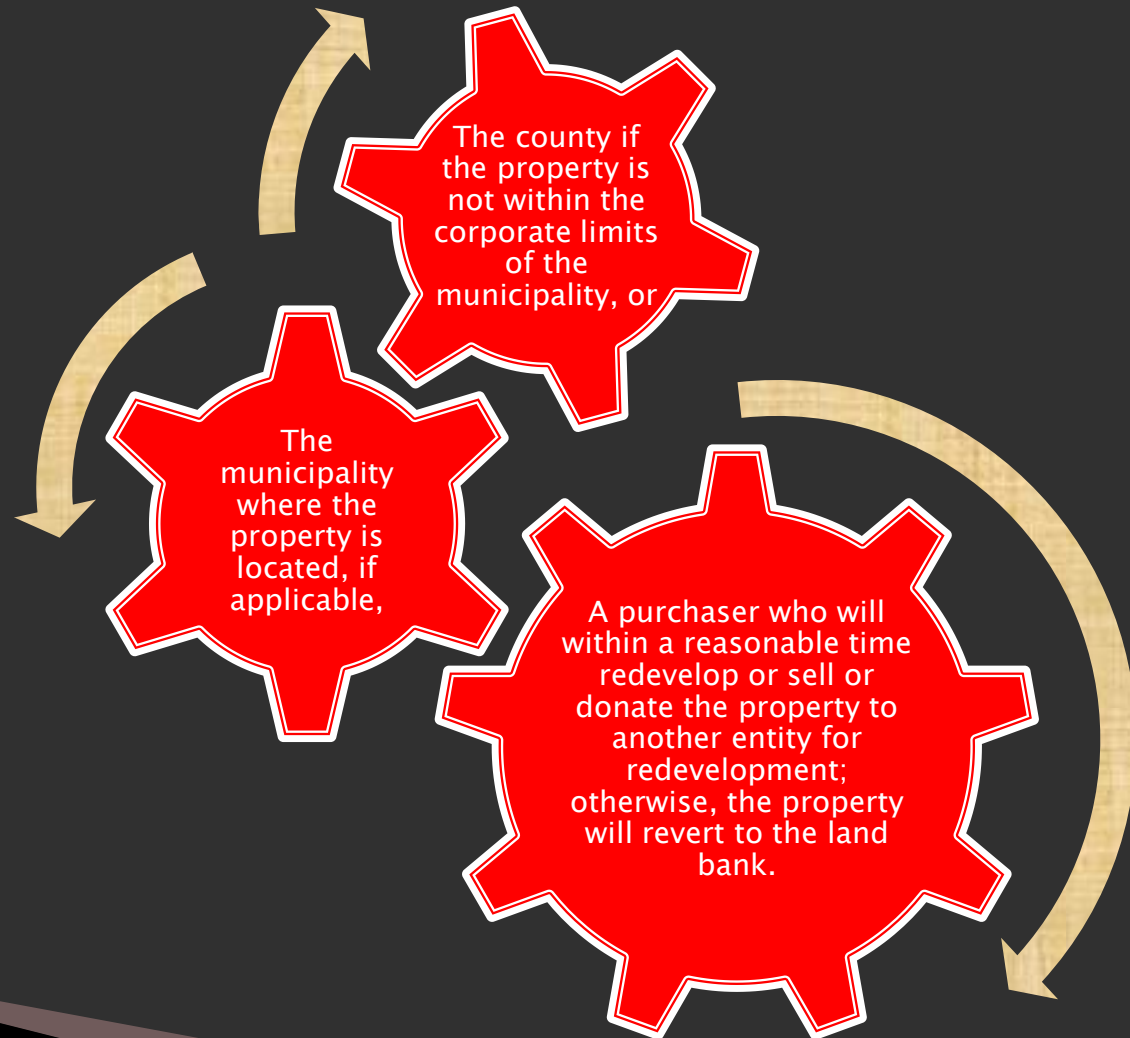 The county if
the property is
not within the
corporate limits
of the
municipality, or
The
municipality
where the
property is
located, if
applicable,
A purchaser who will
within a reasonable time
redevelop or sell or
donate the property to
another entity for
redevelopment;
otherwise, the property
will revert to the land
bank.